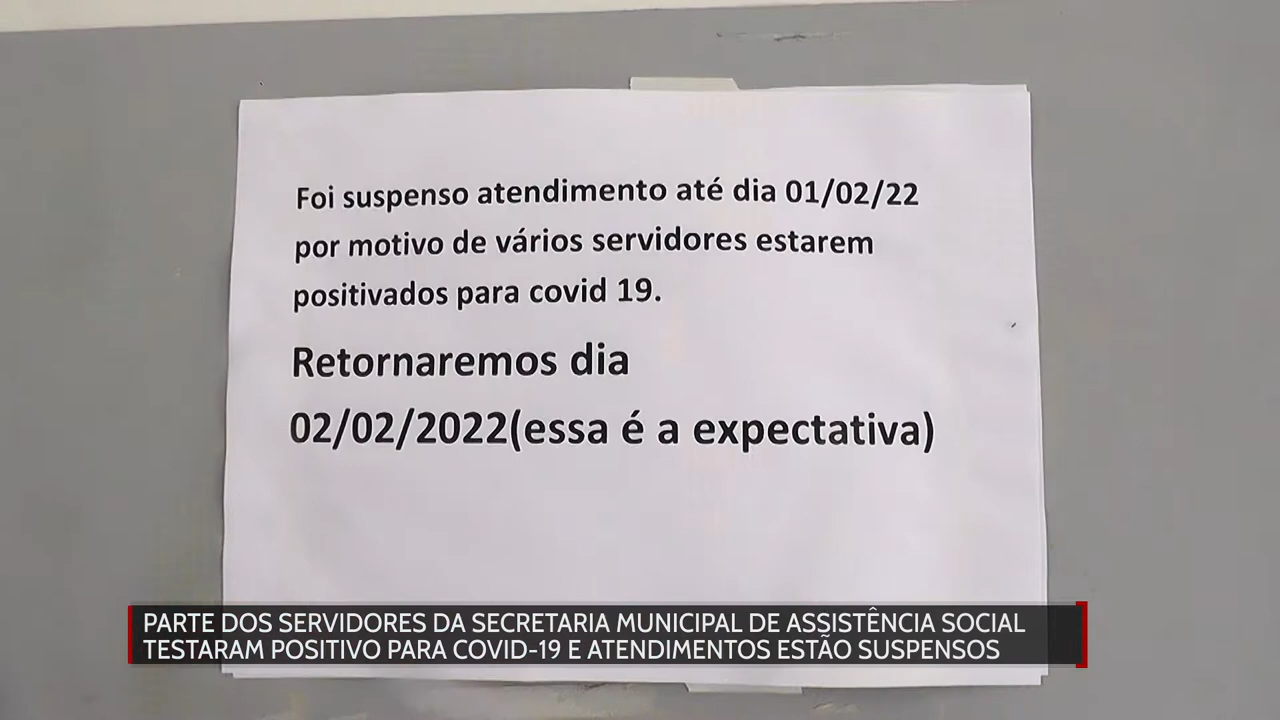 Foi suspenso atendimento até dia 01/02/22
por motivo de vários servidores estarem
positivados para covid 19.
Retornaremos dia
02/02/2022(essa é a expectativa)
PARTE DOS SERVIDORES DA SECRETARIA MUNICIPAL DE ASSISTÊNCIA SOCIAL
TESTARAM POSITIVO PARA COVID-19 E ATENDIMENTOS ESTÃO SUSPENSOS